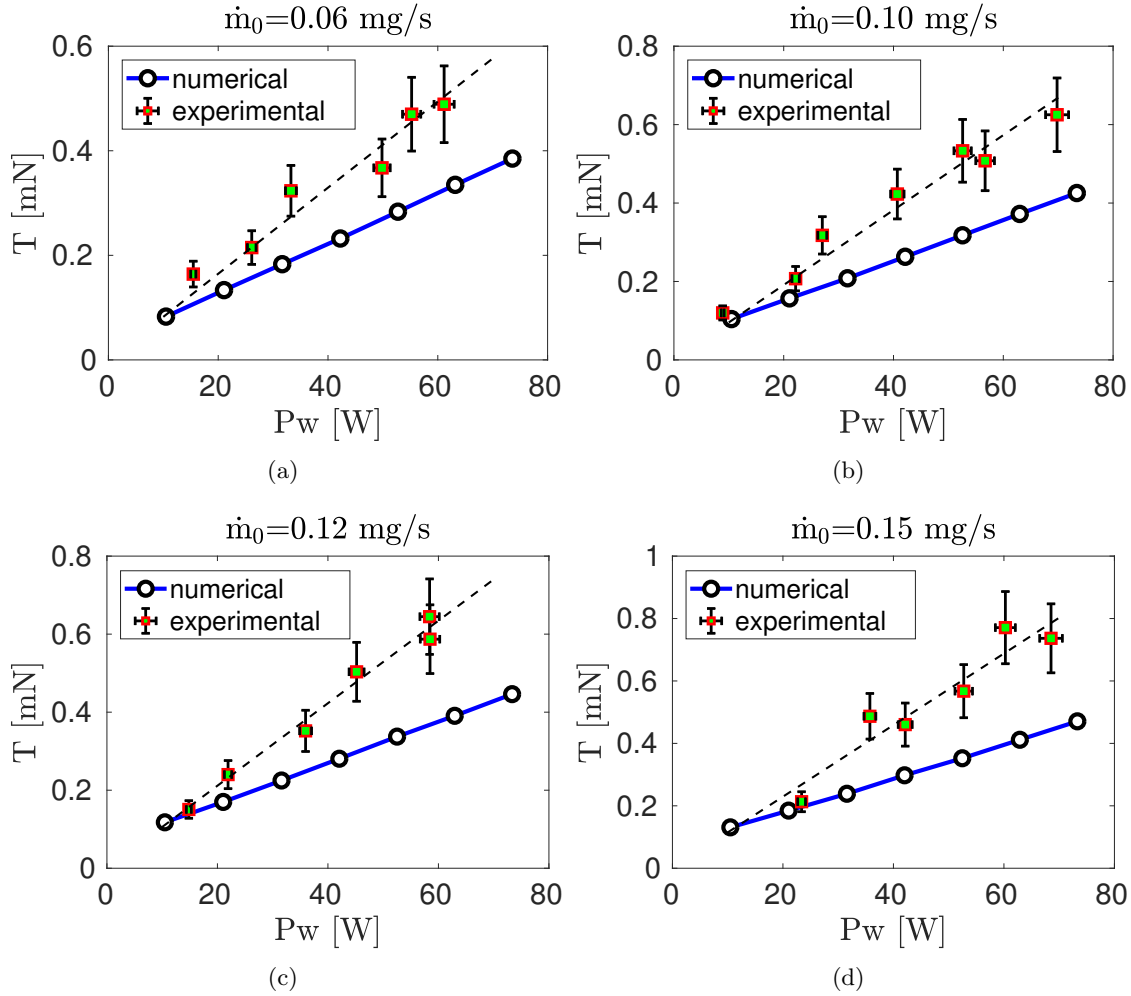 ṁ₀=0.06 mg/s
0.6
0.4
0.2
0
T [mN]
numerical
experimental
0 20 40 60 80
Pw [W]
(a)
ṁ₀=0.10 mg/s
0.8
0.6
0.4
0.2
0
T [mN]
numerical
experimental
0 20 40 60 80
Pw [W]
(b)
ṁ₀=0.12 mg/s
0.8
0.6
0.4
0.2
0
T [mN]
numerical
experimental
0 20 40 60 80
Pw [W]
(c)
ṁ₀=0.15 mg/s
1
0.8
0.6
0.4
0.2
0
T [mN]
numerical
experimental
0 20 40 60 80
Pw [W]
(d)